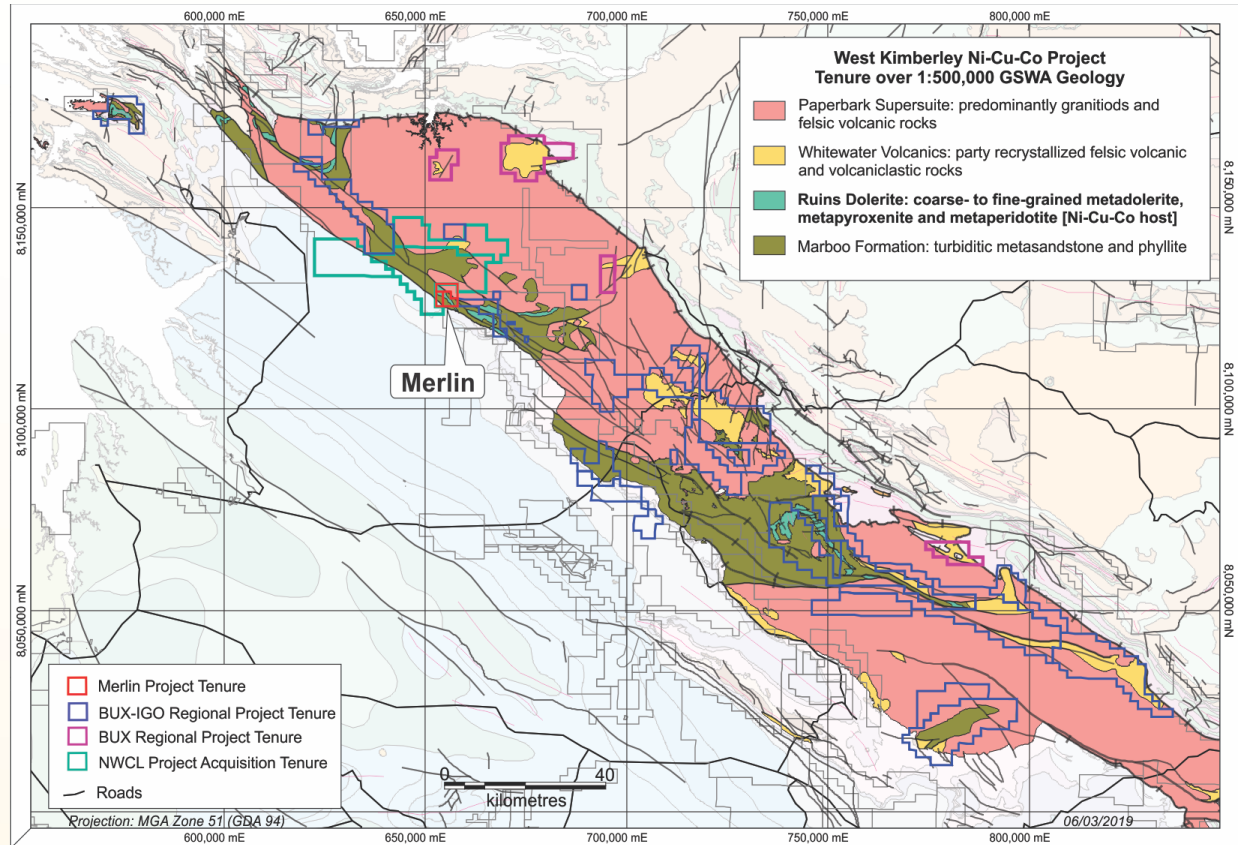 600,000 mE
650,000 mE
700,000 mE
750,000 mE
800,000 mE
West Kimberley Ni-Cu-Co Project
Tenure over 1:500,000 GSWA Geology
Paperbark Supersuite: predominantly granitiods and
felsic volcanic rocks
Whitewater Volcanics: party recrystallized felsic volcanic
and volcaniclastic rocks
Ruins Dolerite: coarse- to fine-grained metadolerite,
metapyroxenite and metaperidotite [Ni-Cu-Co host]
Marboo Formation: turbiditic metasandstone and phyllite
8,150,000 mN
8,150,000 mN
Merlin
8,100,000 mN
8,100,000 mN
8,050,000 mN
8,050,000 mN
Merlin Project Tenure
BUX-IGO Regional Project Tenure
BUX Regional Project Tenure
NWCL Project Acquisition Tenure
Roads
0 40
kilometres
Projection: MGA Zone 51 (GDA 94)
06/03/2019
600,000 mE
650,000 mE
700,000 mE
750,000 mE
800,000 mE